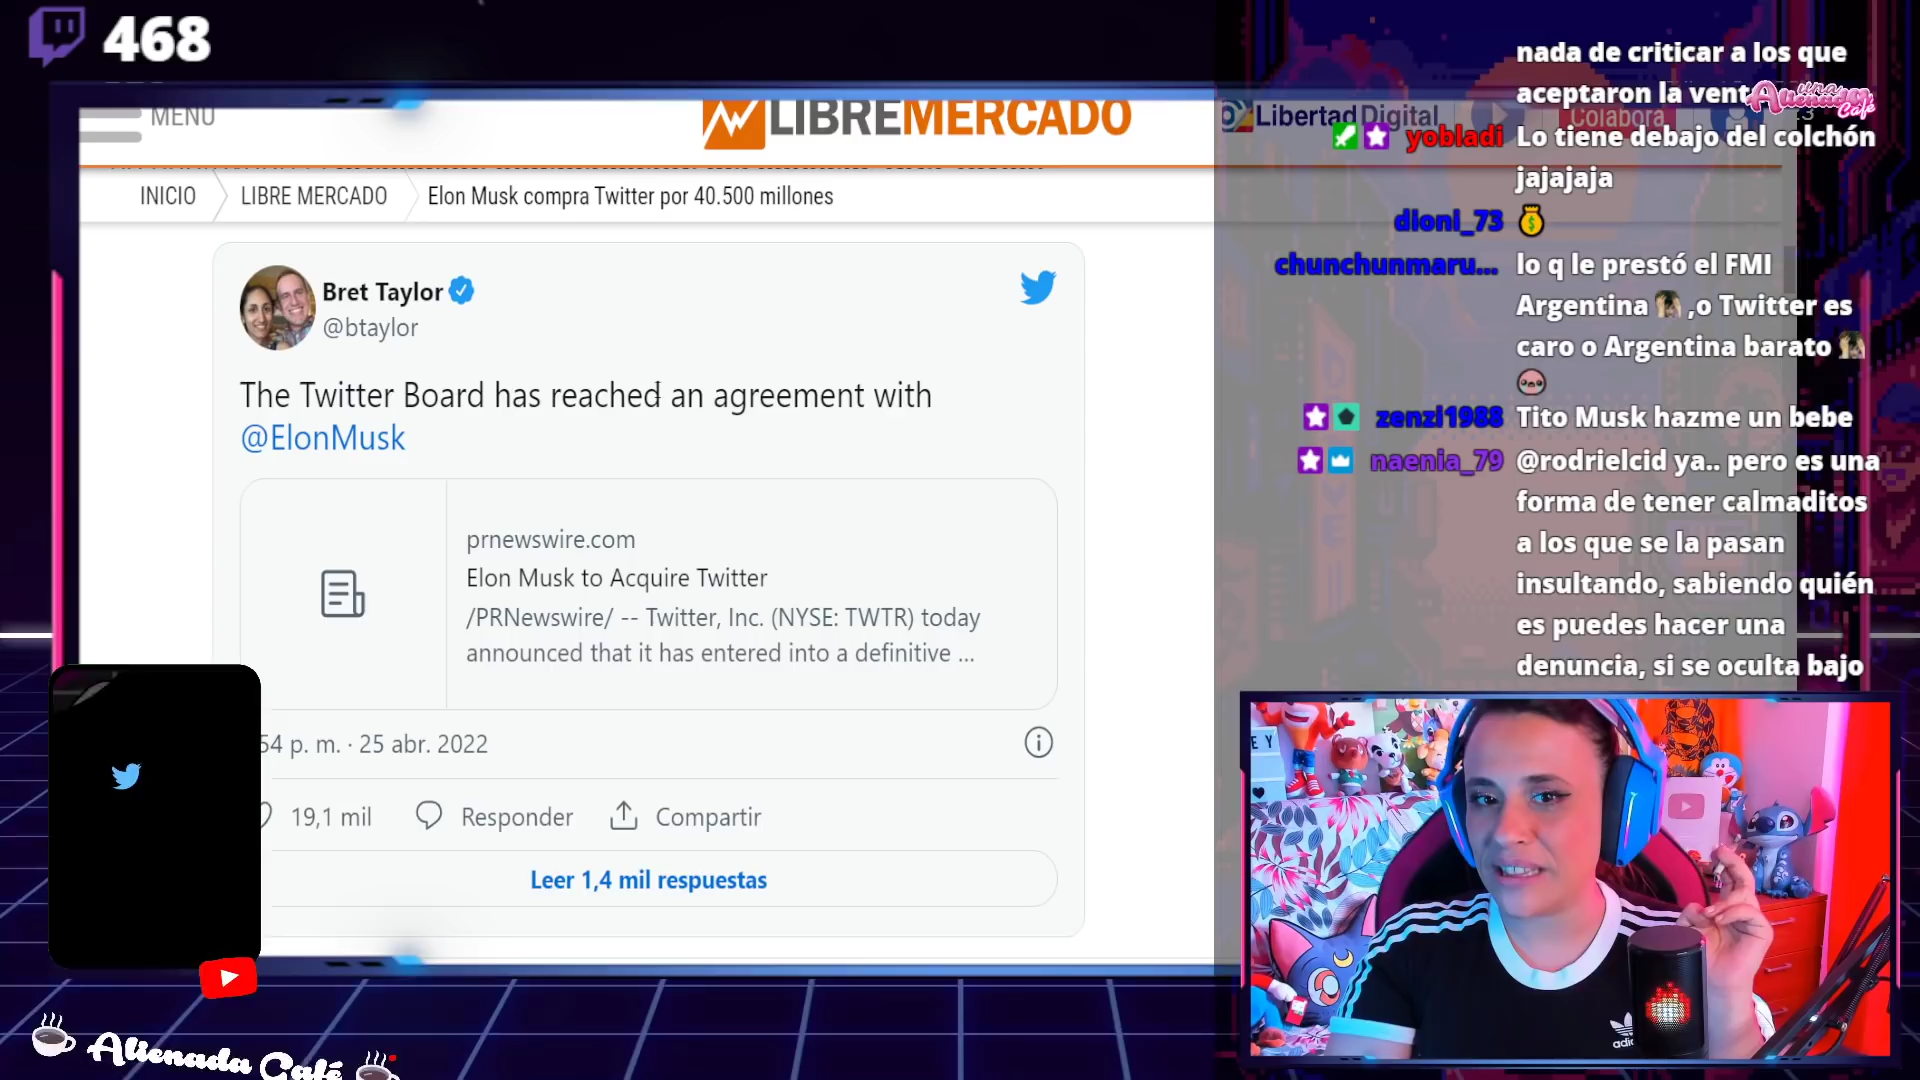 468
MENÚ
LIBREMERCADO
LibertadDigital
Colabora
INICIO
LIBRE MERCADO
Elon Musk compra Twitter por 40.500 millones
Bret Taylor
@btaylor
The Twitter Board has reached an agreement with
@ElonMusk
prnewswire.com
Elon Musk to Acquire Twitter
/PRNewswire/ -- Twitter, Inc. (NYSE: TWTR) today
announced that it has entered into a definitive ...
54 p. m. · 25 abr. 2022
19,1 mil
Responder
Compartir
Leer 1,4 mil respuestas
nada de criticar a los que
aceptaron la vent
una
Alienada
Café
yobladi Lo tiene debajo del colchón
jajajaja
dioni_73
chunchunmaru... lo q le prestó el FMI
Argentina ,o Twitter es
caro o Argentina barato
zenzi1988 Tito Musk hazme un bebe
naenia_79 @rodrielcid ya.. pero es una
forma de tener calmaditos
a los que se la pasan
insultando, sabiendo quién
es puedes hacer una
denuncia, si se oculta bajo
E Y
adi
Alienada Café